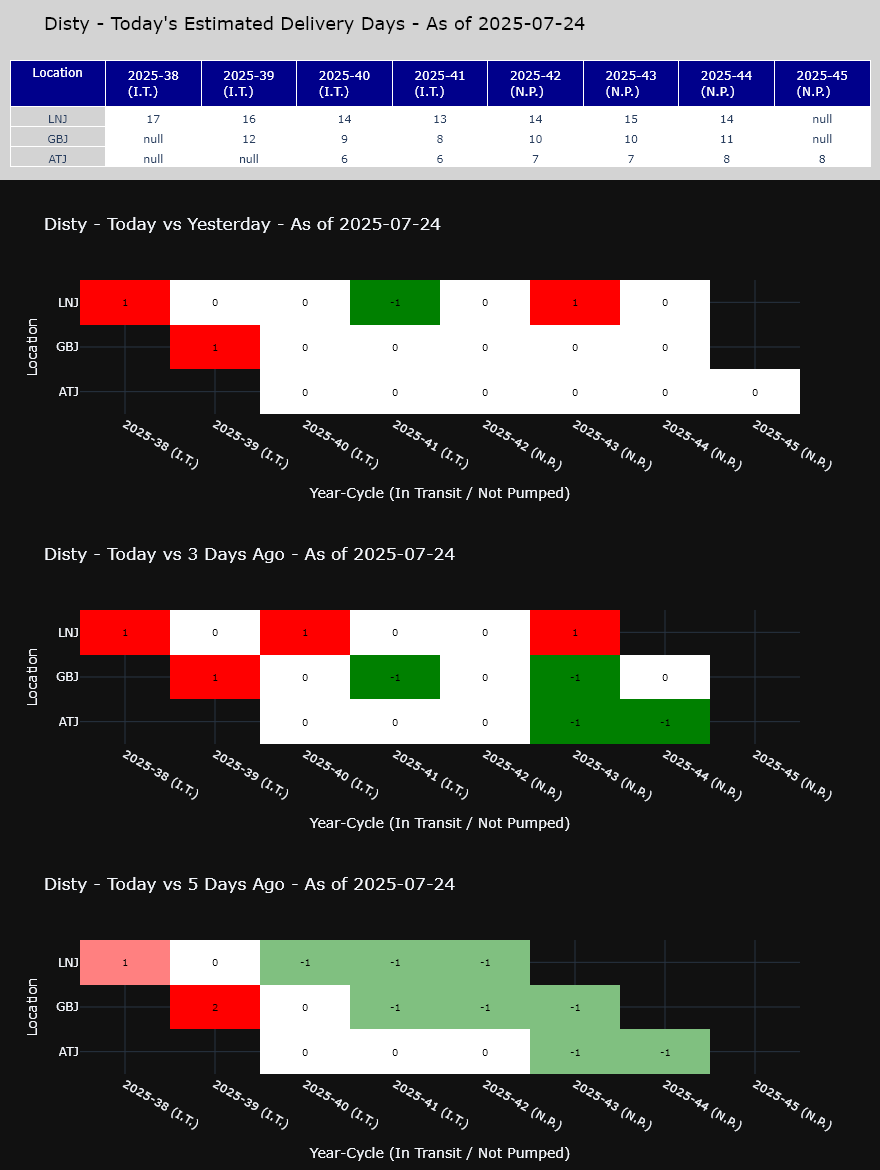 Disty - Today's Estimated Delivery Days - As of 2025-07-24
Location 2025-38 (I.T.) 2025-39 (I.T.) 2025-40 (I.T.) 2025-41 (I.T.) 2025-42 (N.P.) 2025-43 (N.P.) 2025-44 (N.P.) 2025-45 (N.P.)
LNJ 17 16 14 13 14 15 14 null
GBJ null 12 9 8 10 10 11 null
ATJ null null 6 6 7 7 8 8
Disty - Today vs Yesterday - As of 2025-07-24
Location
LNJ 1 0 0 -1 0 1 0
GBJ 1 0 0 0 0 0
ATJ 0 0 0 0 0 0
2025-38 (I.T.) 2025-39 (I.T.) 2025-40 (I.T.) 2025-41 (I.T.) 2025-42 (N.P.) 2025-43 (N.P.) 2025-44 (N.P.) 2025-45 (N.P.)
Year-Cycle (In Transit / Not Pumped)
Disty - Today vs 3 Days Ago - As of 2025-07-24
Location
LNJ 1 0 1 0 0 1
GBJ 1 0 -1 0 -1 0
ATJ 0 0 0 -1 -1
2025-38 (I.T.) 2025-39 (I.T.) 2025-40 (I.T.) 2025-41 (I.T.) 2025-42 (N.P.) 2025-43 (N.P.) 2025-44 (N.P.) 2025-45 (N.P.)
Year-Cycle (In Transit / Not Pumped)
Disty - Today vs 5 Days Ago - As of 2025-07-24
Location
LNJ 1 0 -1 -1 -1
GBJ 2 0 -1 -1 -1
ATJ 0 0 0 -1 -1
2025-38 (I.T.) 2025-39 (I.T.) 2025-40 (I.T.) 2025-41 (I.T.) 2025-42 (N.P.) 2025-43 (N.P.) 2025-44 (N.P.) 2025-45 (N.P.)
Year-Cycle (In Transit / Not Pumped)